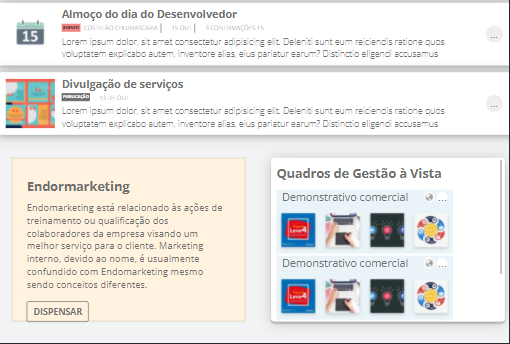 Almoço do dia do Desenvolvedor
15
EVENTO COSTELÃO CHURRASCARIA | 15 OUT | 3 CONFIRMAÇÕES 15
Lorem ipsum dolor, sit amet consectetur adipisicing elit. Deleniti sunt eum reiciendis ratione quos
voluptatem explicabo autem, inventore alias, eius pariatur earum? Distinctio eligendi accusamus
...
Divulgação de serviços
PUBLICAÇÃO 13 DE OUT
Lorem ipsum dolor, sit amet consectetur adipisicing elit. Deleniti sunt eum reiciendis ratione quos
voluptatem explicabo autem, inventore alias, eius pariatur earum? Distinctio eligendi accusamus
...
Endormarketing
Endomarketing está relacionado às ações de
treinamento ou qualificação dos
colaboradores da empresa visando um
melhor serviço para o cliente. Marketing
interno, devido ao nome, é usualmente
confundido com Endomarketing mesmo
sendo conceitos diferentes.
DISPENSAR
Quadros de Gestão à Vista
Demonstrativo comercial ...
Demonstrativo comercial ...